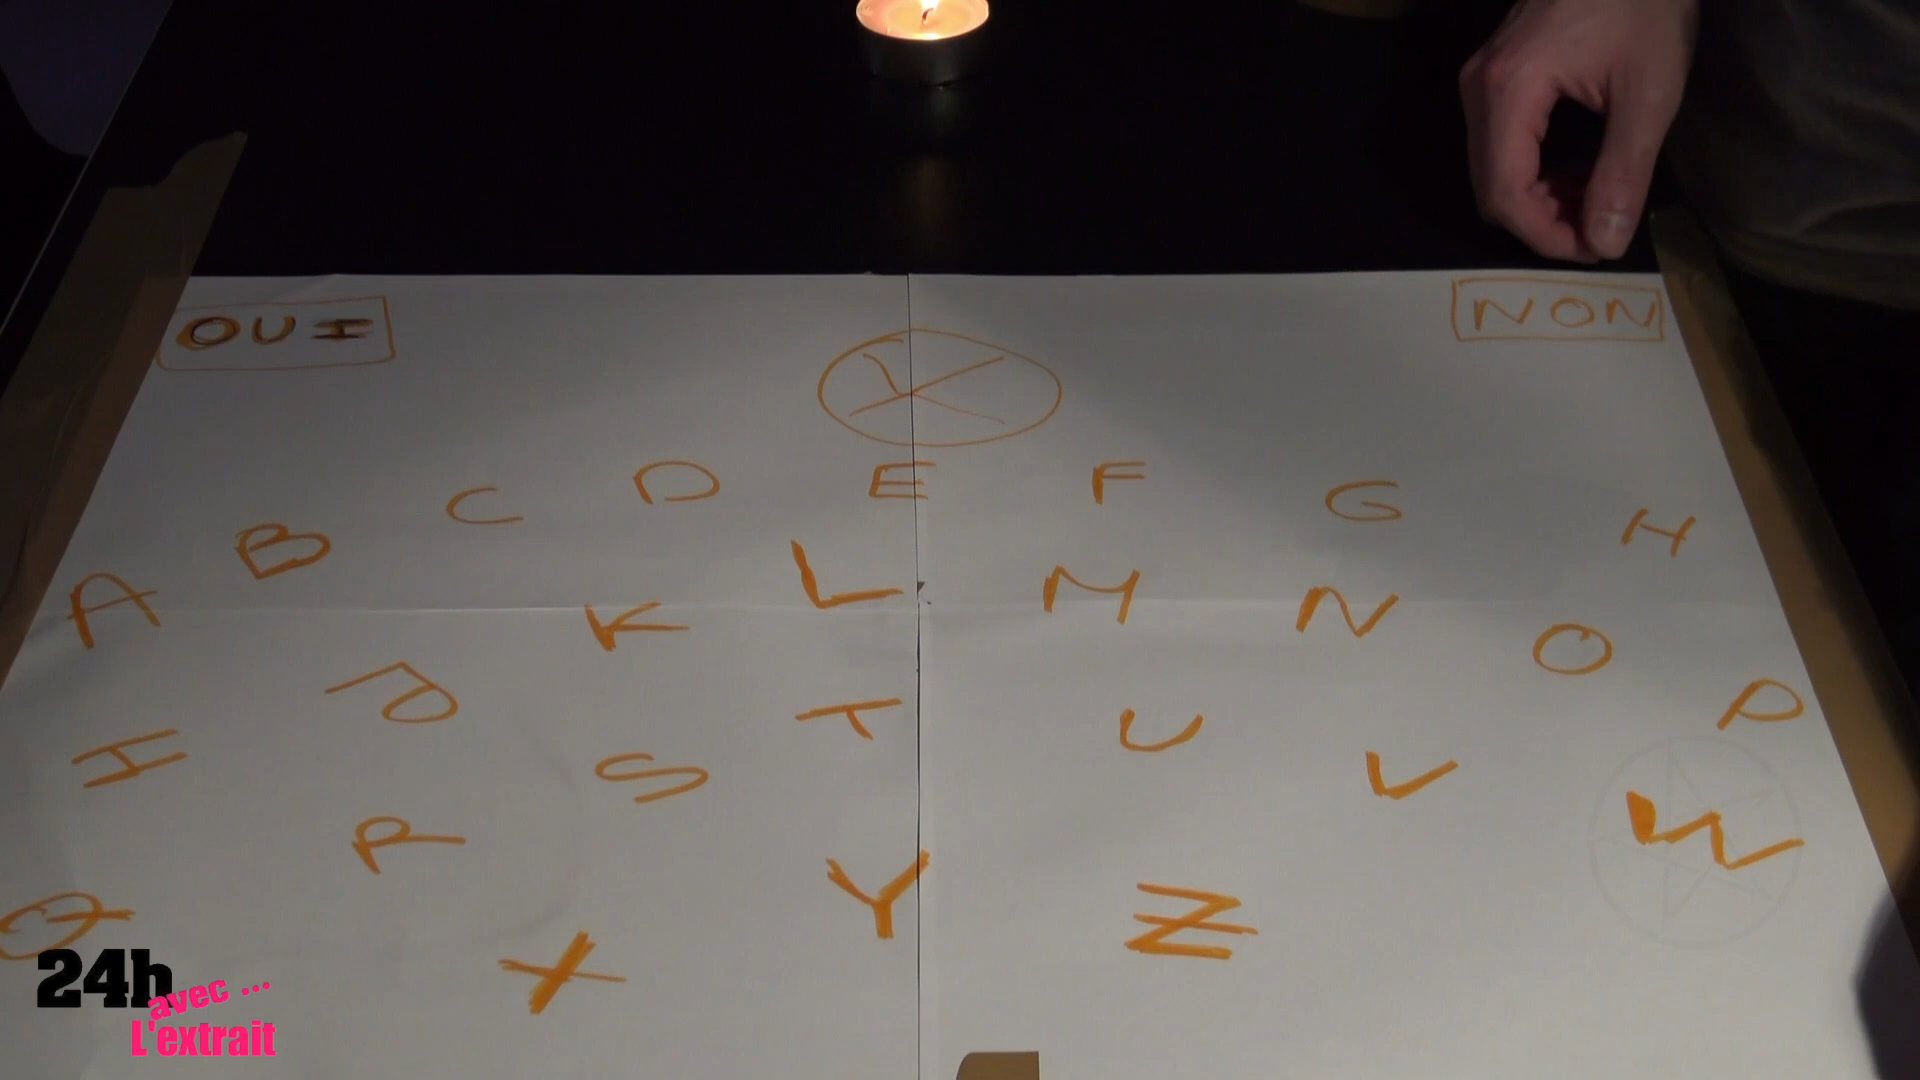 OUI NON
A B C D E F G H
I J K L M N O P
Q R S T U V W
X Y Z
24h
avec ...
L'extrait